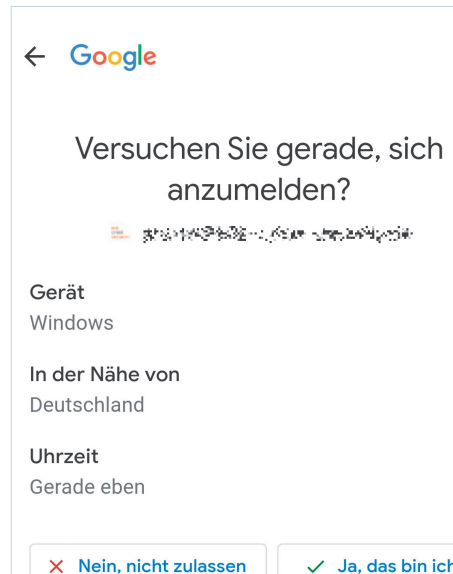 Google
Versuchen Sie gerade, sich
anzumelden?
Gerät
Windows
In der Nähe von
Deutschland
Uhrzeit
Gerade eben
Nein, nicht zulassen
Ja, das bin ich